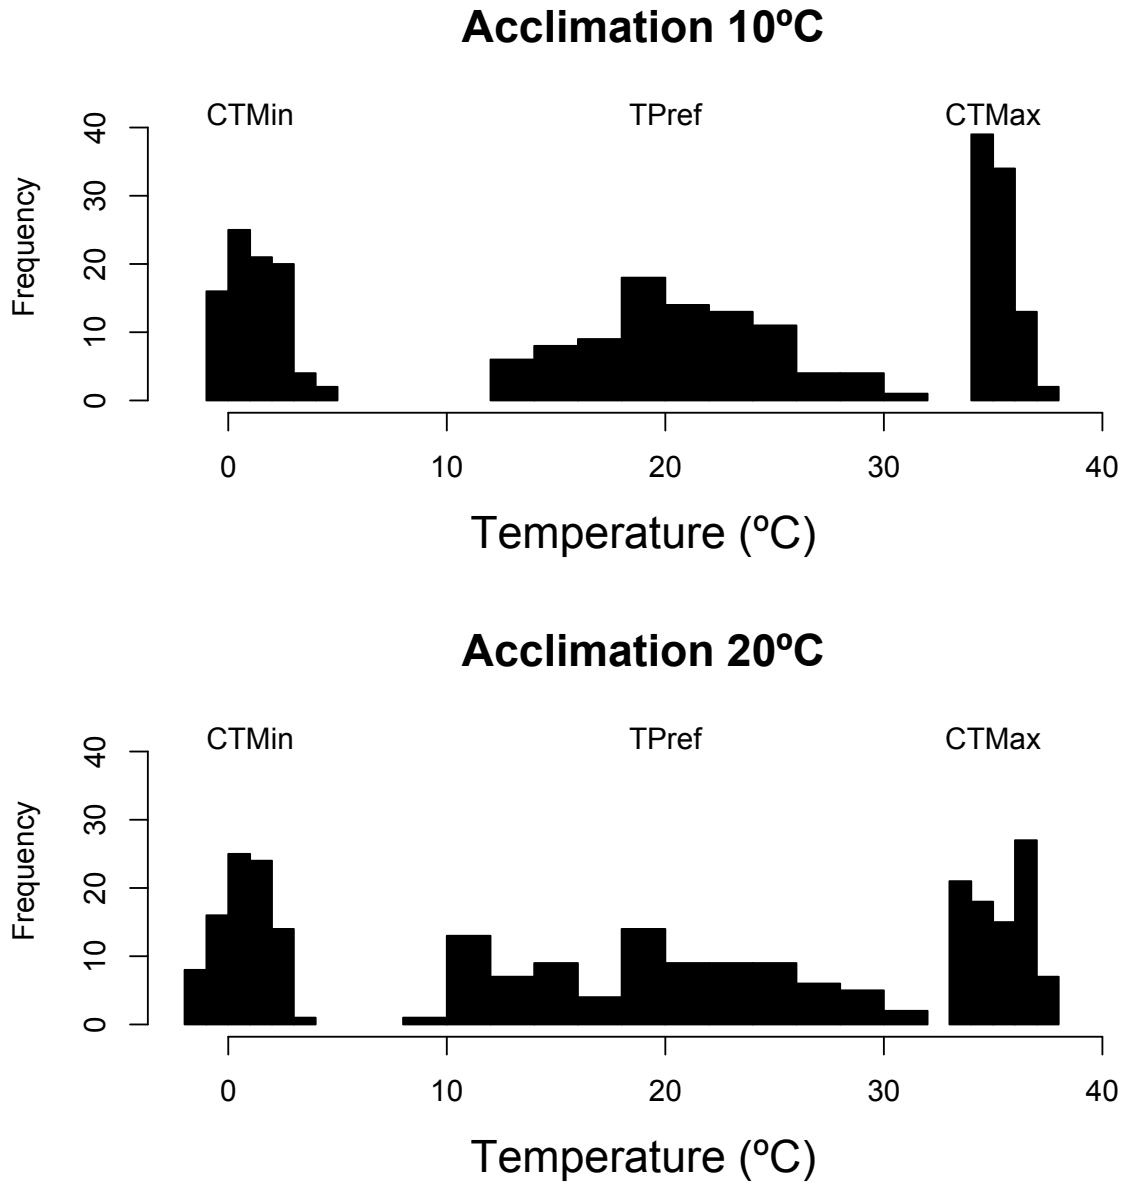 Acclimation 10ºC
CTMin TPref CTMax
Frequency
40
30
20
10
0
0 10 20 30 40
Temperature (ºC)
Acclimation 20ºC
CTMin TPref CTMax
Frequency
40
30
20
10
0
0 10 20 30 40
Temperature (ºC)